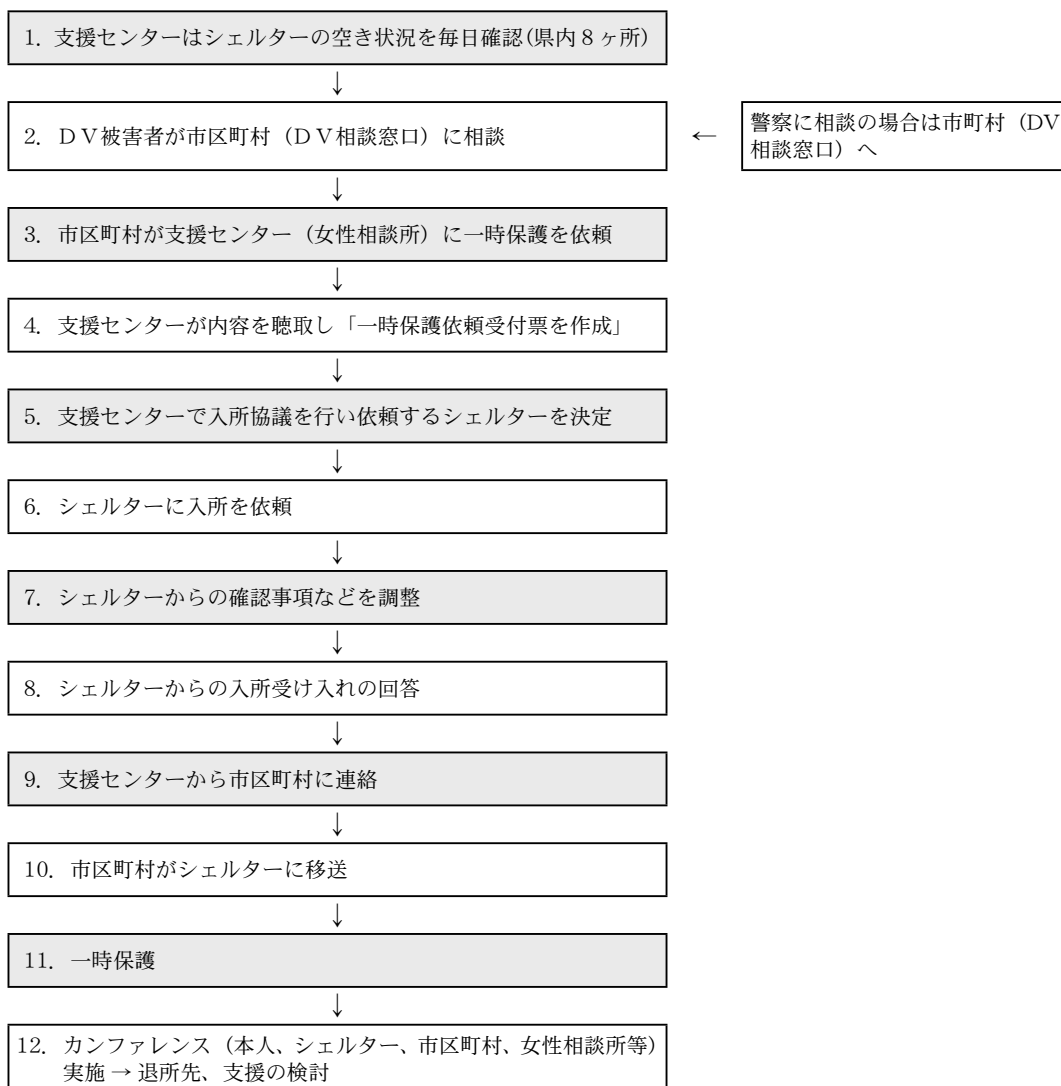 1. 支援センターはシェルターの空き状況を毎日確認(県内8ヶ所)
↓
2. DV被害者が市区町村(DV相談窓口)に相談
←
警察に相談の場合は市町村(DV
相談窓口)へ
↓
3. 市区町村が支援センター(女性相談所)に一時保護を依頼
↓
4. 支援センターが内容を聴取し「一時保護依頼受付票を作成」
↓
5. 支援センターで入所協議を行い依頼するシェルターを決定
↓
6. シェルターに入所を依頼
↓
7. シェルターからの確認事項などを調整
↓
8. シェルターからの入所受け入れの回答
↓
9. 支援センターから市区町村に連絡
↓
10. 市区町村がシェルターに移送
↓
11. 一時保護
↓
12. カンファレンス(本人、シェルター、市区町村、女性相談所等)
実施 → 退所先、支援の検討